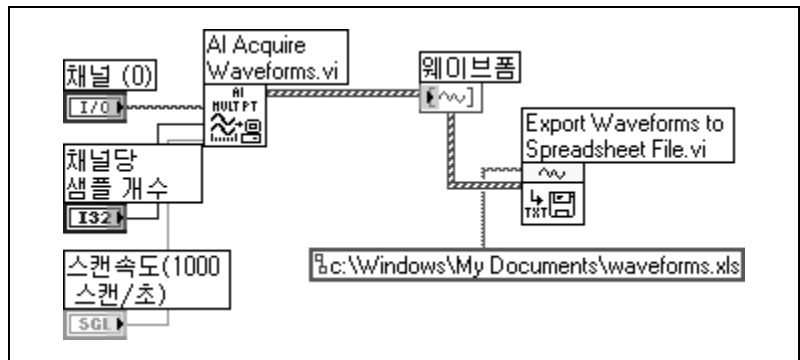 채널 (0)
I/O
AI Acquire
Waveforms.vi
AI
MULT PT
웨이브폼
Export Waveforms to
Spreadsheet File.vi
TXT
채널당
샘플 개수
I32
c:\Windows\My Documents\waveforms.xls
스캔속도(1000
스캔/초)
SGL